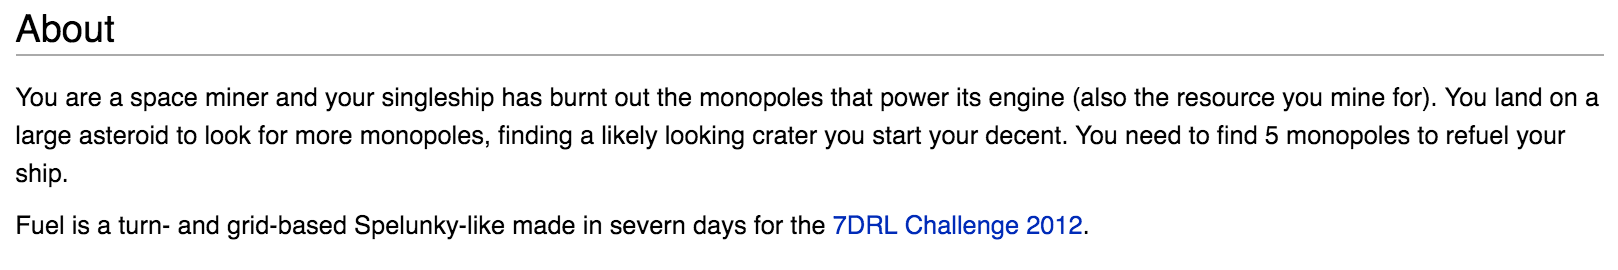 About
You are a space miner and your singleship has burnt out the monopoles that power its engine (also the resource you mine for). You land on a
large asteroid to look for more monopoles, finding a likely looking crater you start your decent. You need to find 5 monopoles to refuel your
ship.
Fuel is a turn- and grid-based Spelunky-like made in severn days for the 7DRL Challenge 2012.